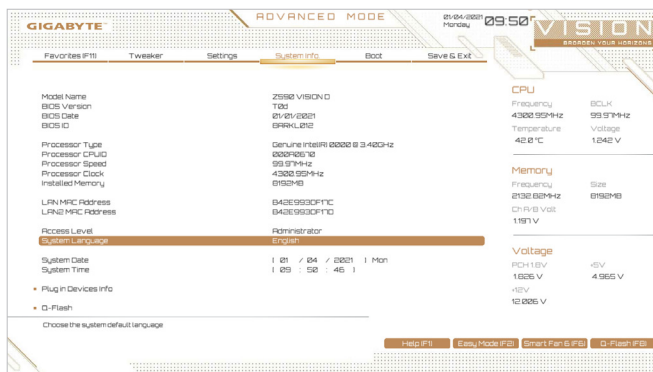 GIGABYTE
ADVANCED MODE
01/04/2021
Monday
09:50
VISION
BROADEN YOUR HORIZONS
Favorites (F11) Tweaker Settings System Info. Boot Save & Exit
Model Name Z590 VISION D
BIOS Version T0d
BIOS Date 01/01/2021
BIOS ID 8ARKL012
Processor Type Genuine Intel(R) 0000 @ 3.40GHz
Processor CPUID 000A0670
Processor Speed 99.97MHz
Processor Clock 4300.95MHz
Installed Memory 8192MB
LAN MAC Address B42E9930F17C
LAN2 MAC Address B42E9930F17D
Access Level Administrator
System Language English
System Date [ 01 / 04 / 2021 ] Mon
System Time [ 09 : 50 : 46 ]
Plug in Devices Info
Q-Flash
Choose the system default language
CPU
Frequency BCLK
4300.95MHz 99.97MHz
Temperature Voltage
42.0 °C 1.242 V
Memory
Frequency Size
2132.82MHz 8192MB
Ch A/B Volt
1.197 V
Voltage
PCH 1.8V +5V
1.826 V 4.965 V
+12V
12.006 V
Help (F1) Easy Mode (F2) Smart Fan 6 (F6) Q-Flash (F8)